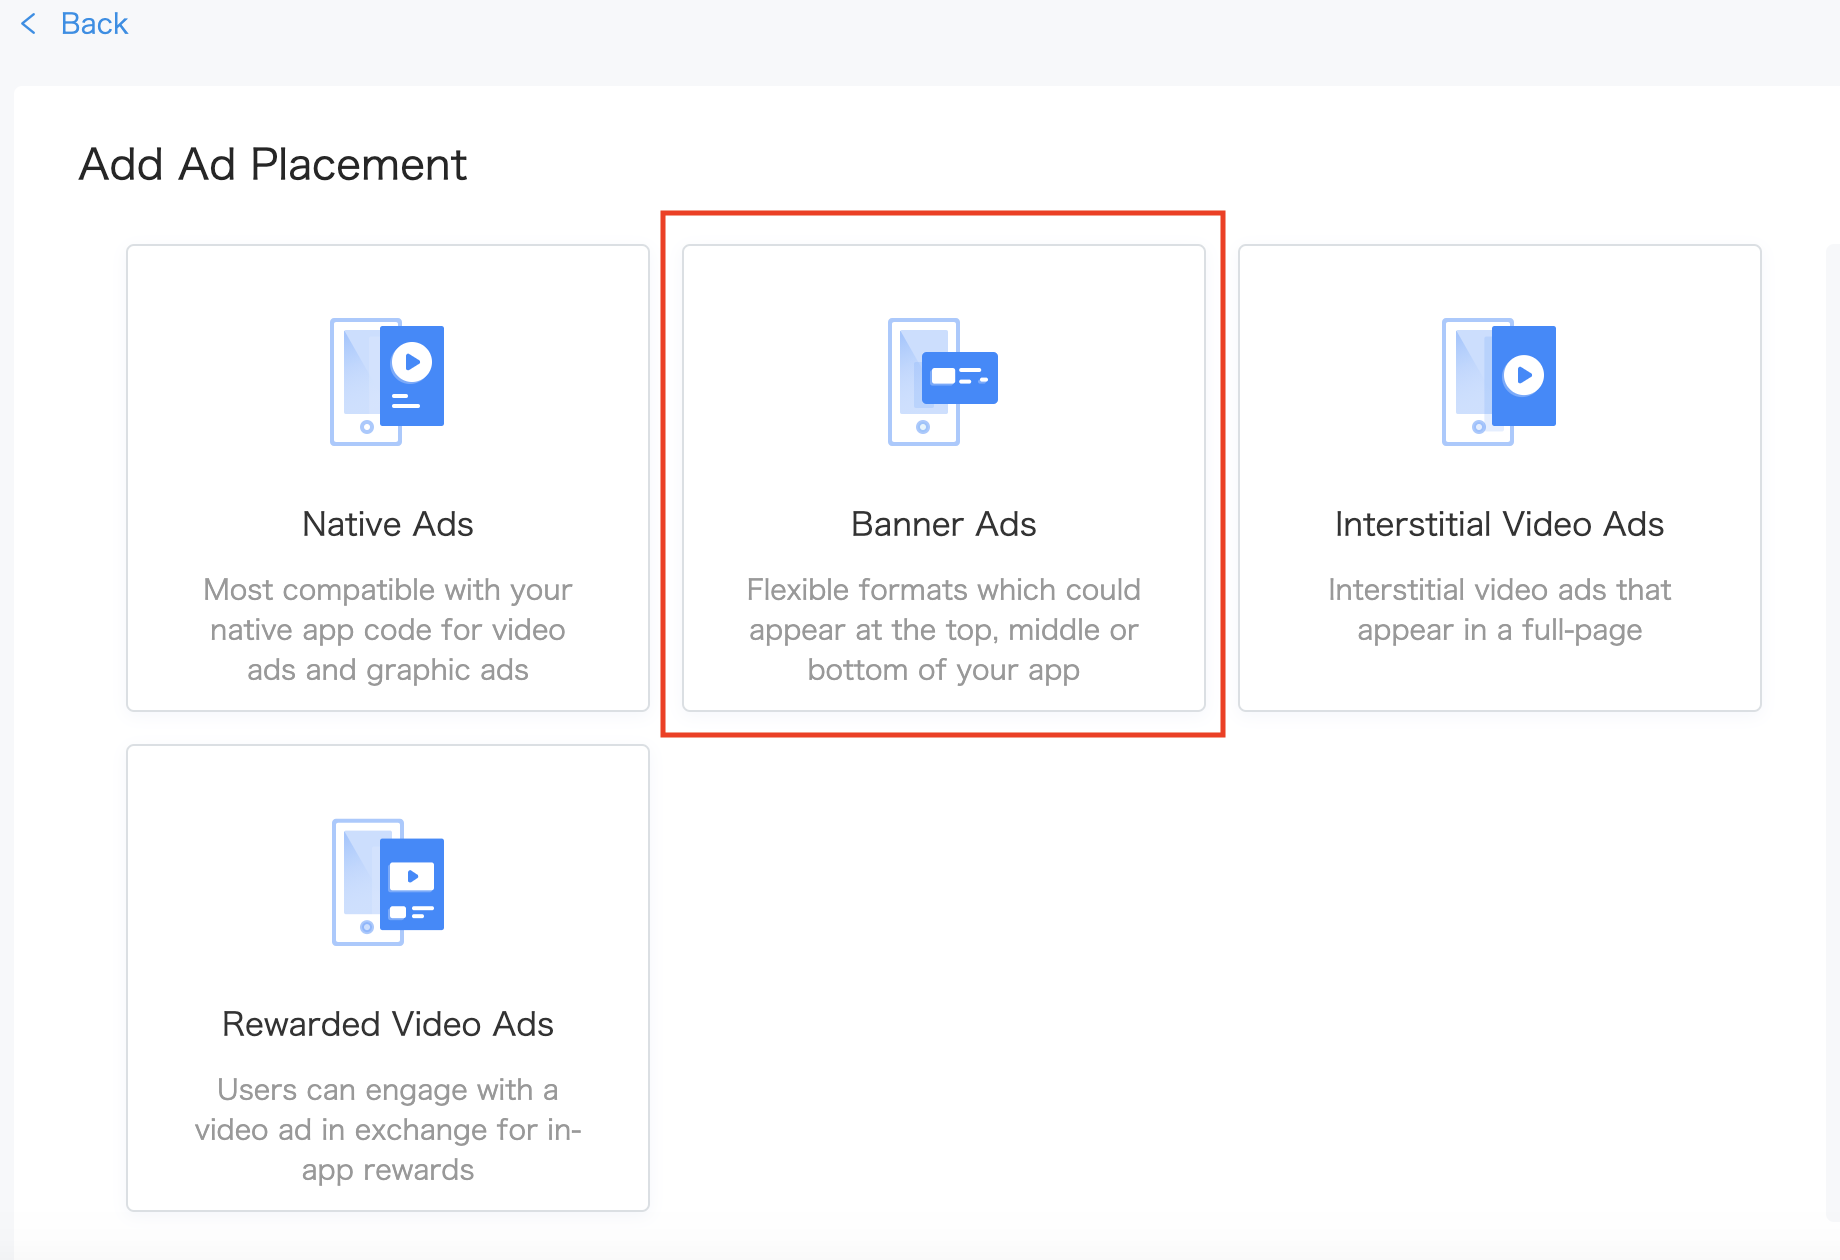 Back
Add Ad Placement
Native Ads
Most compatible with your
native app code for video
ads and graphic ads
Banner Ads
Flexible formats which could
appear at the top, middle or
bottom of your app
Interstitial Video Ads
Interstitial video ads that
appear in a full-page
Rewarded Video Ads
Users can engage with a
video ad in exchange for in-
app rewards